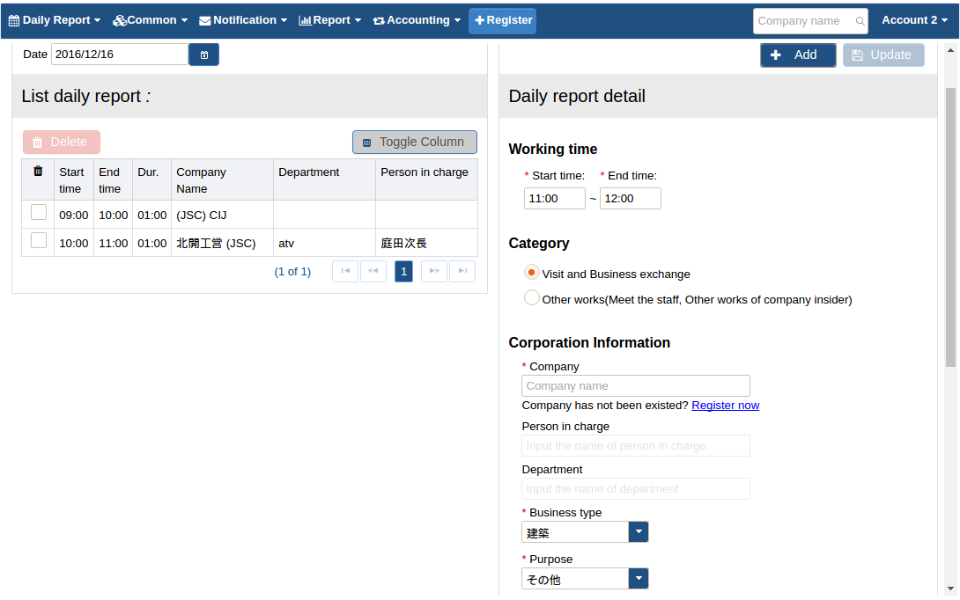 Daily Report Common Notification Report Accounting Register Company name Account 2
Date 2016/12/16
Add Update
List daily report :
Daily report detail
Delete Toggle Column
Start time End time Dur. Company Name Department Person in charge
09:00 10:00 01:00 (JSC) CIJ
10:00 11:00 01:00 北開工営 (JSC) atv 庭田次長
(1 of 1) 1
Working time
* Start time: * End time:
11:00 ~ 12:00
Category
Visit and Business exchange
Other works(Meet the staff, Other works of company insider)
Corporation Information
* Company
Company name
Company has not been existed? Register now
Person in charge
Input the name of person in charge
Department
Input the name of department
* Business type
建築
* Purpose
その他